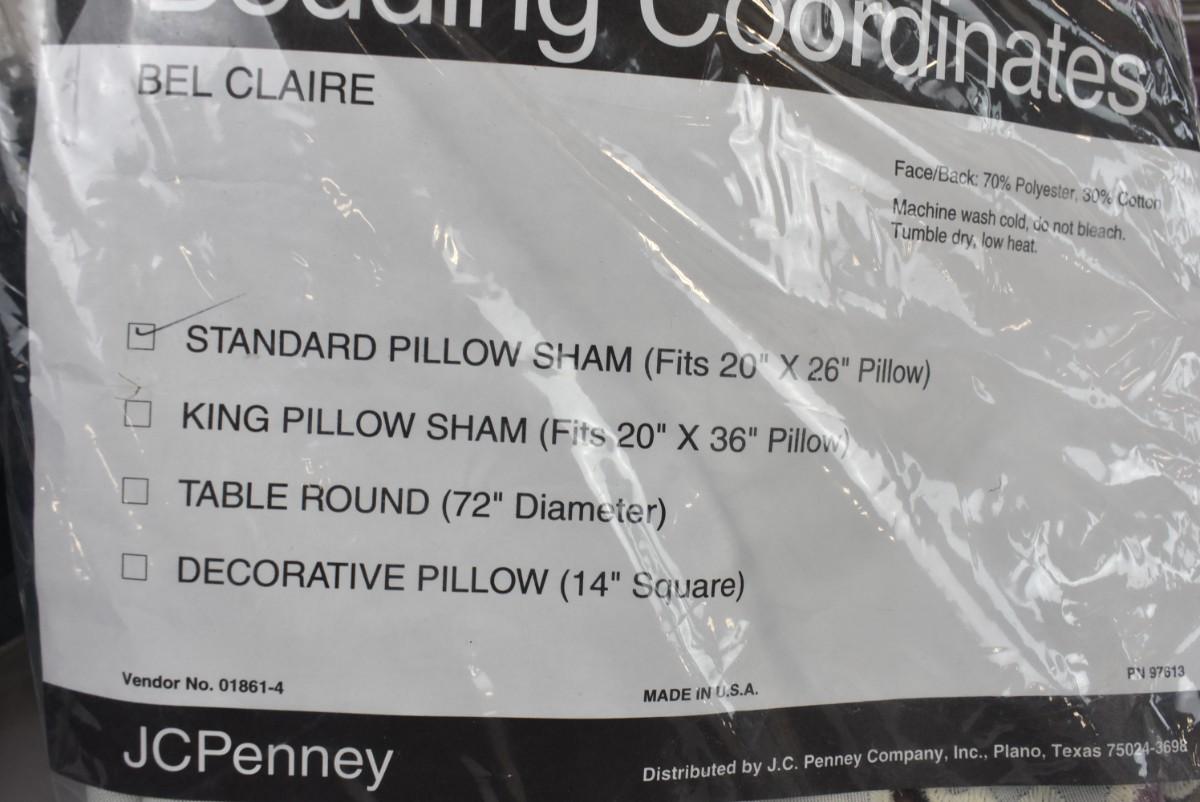 Bedding Coordinates
BEL CLAIRE
Face/Back: 70% Polyester, 30% Cotton
Machine wash cold, do not bleach.
Tumble dry, low heat.
STANDARD PILLOW SHAM (Fits 20" X 26" Pillow)
KING PILLOW SHAM (Fits 20" X 36" Pillow)
TABLE ROUND (72" Diameter)
DECORATIVE PILLOW (14" Square)
Vendor No. 01861-4
MADE IN U.S.A.
PN 97613
JCPenney
Distributed by J.C. Penney Company, Inc., Plano, Texas 75024-3698